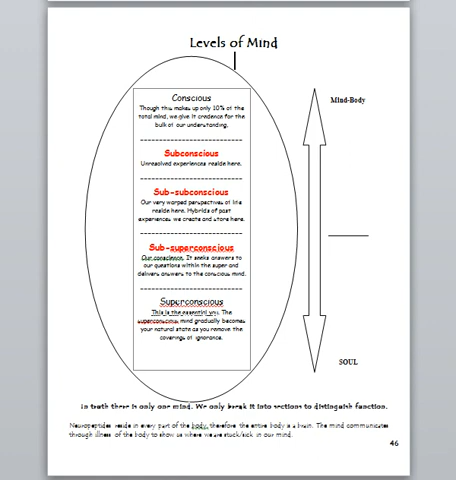 Levels of Mind
Conscious
Though this makes up only 10% of the
total mind, we give it credence for the
bulk of our understanding.
Mind-Body
Subconscious
Unresolved experiences reside here.
Sub-subconscious
Our very warped perspectives of life
reside here. Hybrids of past
experiences we create and store here.
Sub-superconscious
Our conscience. It seeks answers to
our questions within the super and
delivers answers to the conscious mind.
Superconscious
This is the essential you. The
superconscious mind gradually becomes
your natural state as you remove the
coverings of ignorance.
SOUL
In truth there is only one mind. We only break it into sections to distinguish function.
Neuropeptides reside in every part of the body, therefore the entire body is a brain. The mind communicates
through illness of the body to show us where we are stuck/sick in our mind.
46